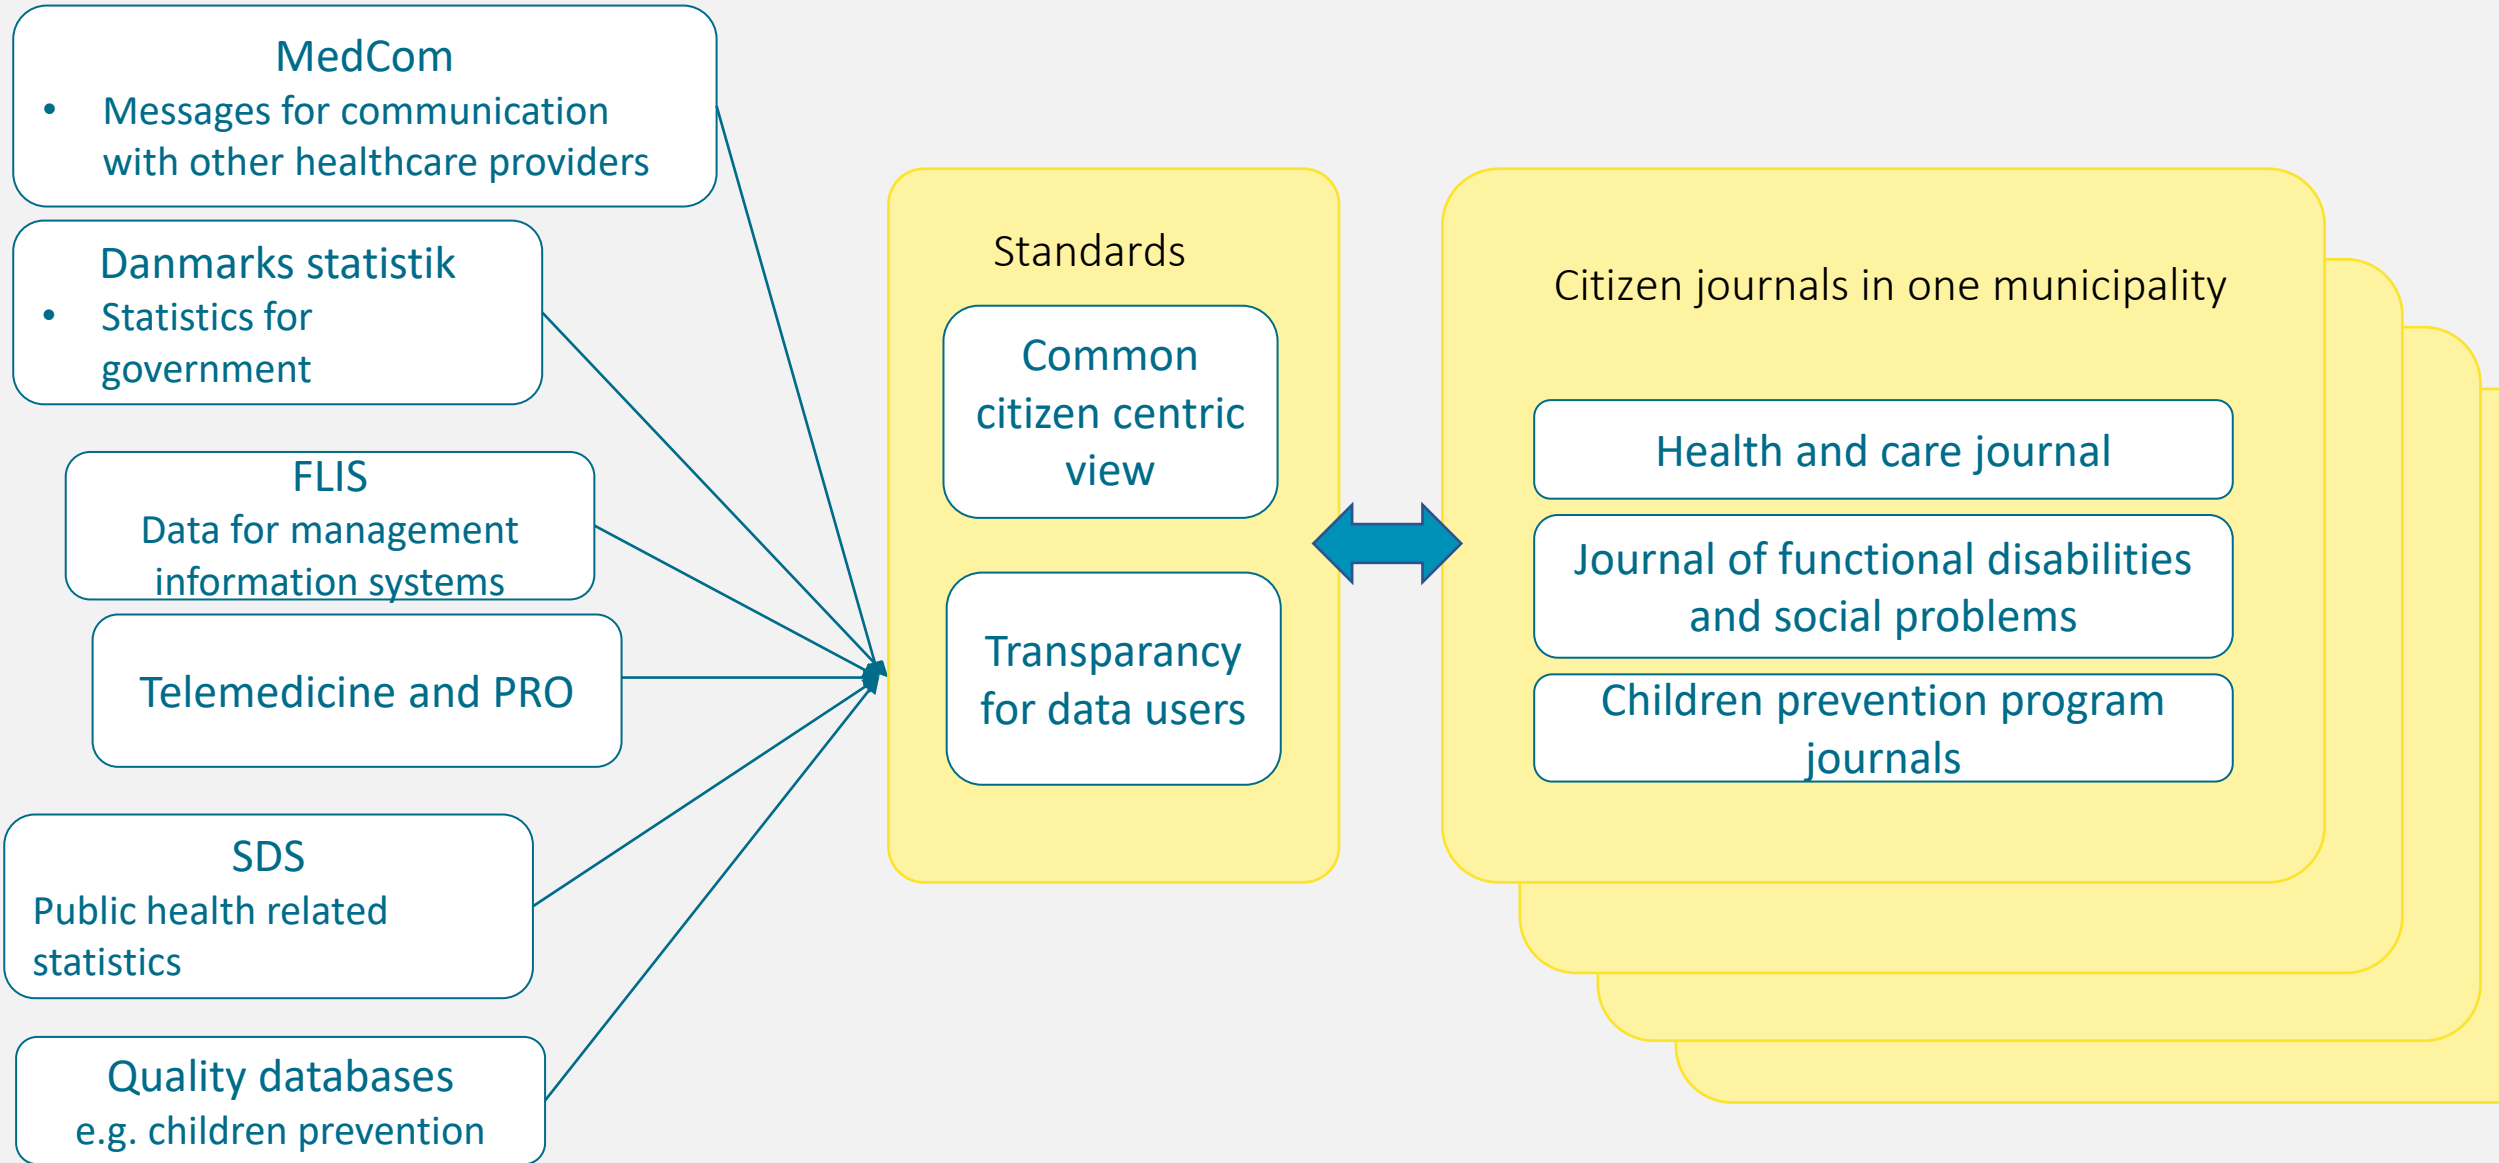 MedCom
• Messages for communication
with other healthcare providers
Danmarks statistik
• Statistics for
government
FLIS
Data for management
information systems
Telemedicine and PRO
SDS
Public health related
statistics
Quality databases
e.g. children prevention
Standards
Common
citizen centric
view
Transparancy
for data users
Citizen journals in one municipality
Health and care journal
Journal of functional disabilities
and social problems
Children prevention program
journals